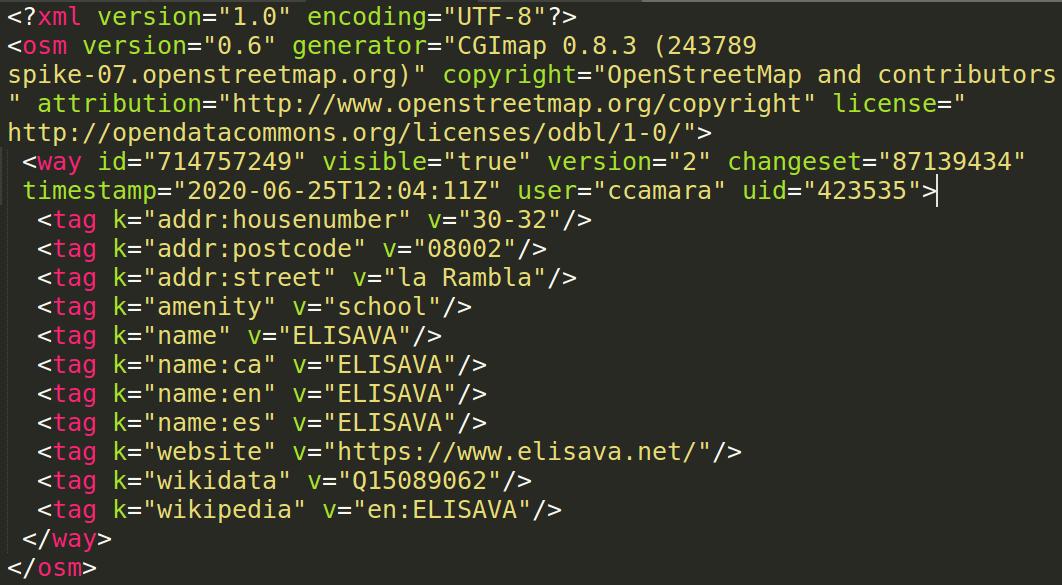 <?xml version="1.0" encoding="UTF-8"?>
<osm version="0.6" generator="CGImap 0.8.3 (243789
spike-07.openstreetmap.org)" copyright="OpenStreetMap and contributors
" attribution="http://www.openstreetmap.org/copyright" license="
http://opendatacommons.org/licenses/odbl/1-0/">
<way id="714757249" visible="true" version="2" changeset="87139434"
timestamp="2020-06-25T12:04:11Z" user="ccamara" uid="423535">
<tag k="addr:housenumber" v="30-32"/>
<tag k="addr:postcode" v="08002"/>
<tag k="addr:street" v="la Rambla"/>
<tag k="amenity" v="school"/>
<tag k="name" v="ELISAVA"/>
<tag k="name:ca" v="ELISAVA"/>
<tag k="name:en" v="ELISAVA"/>
<tag k="name:es" v="ELISAVA"/>
<tag k="website" v="https://www.elisava.net/"/>
<tag k="wikidata" v="Q15089062"/>
<tag k="wikipedia" v="en:ELISAVA"/>
</way>
</osm>